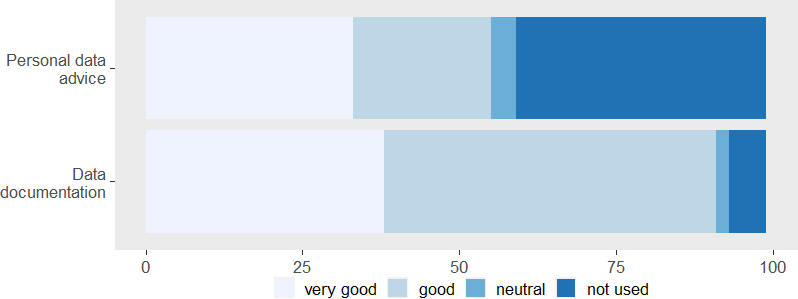 Personal data
advice
Data
documentation
0 25 50 75 100
very good good neutral not used